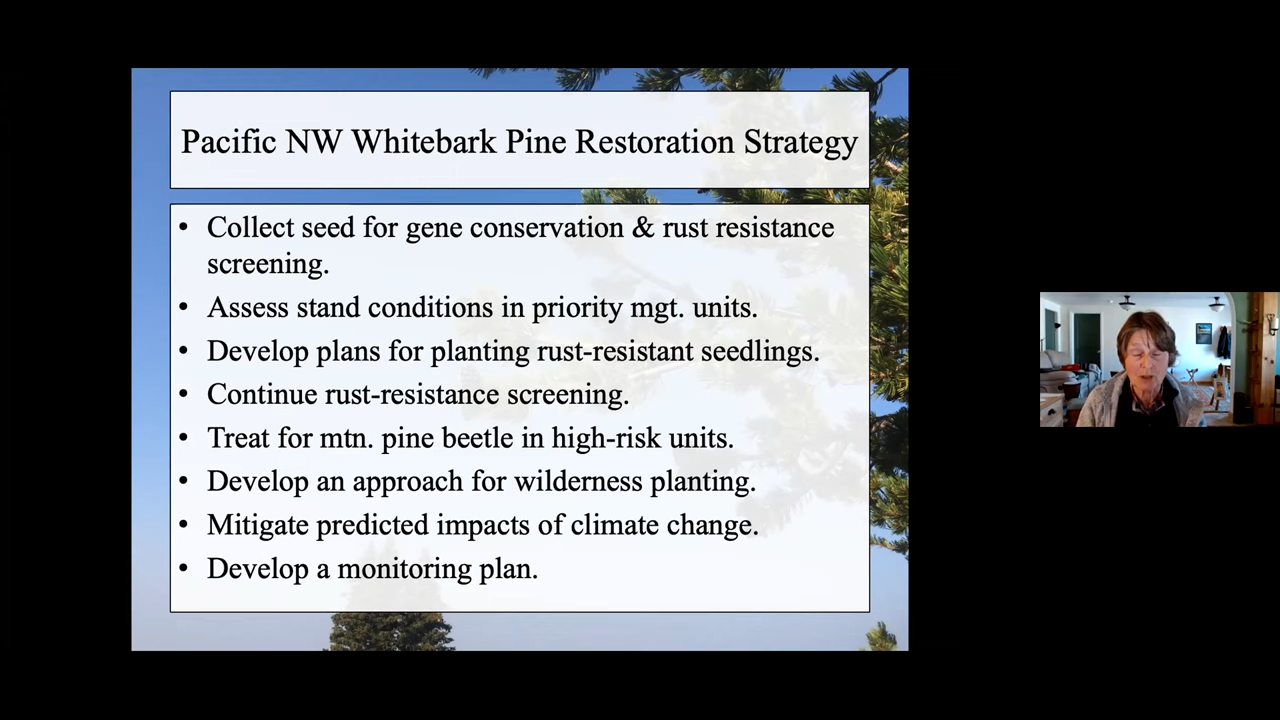 Pacific NW Whitebark Pine Restoration Strategy
• Collect seed for gene conservation & rust resistance
screening.
• Assess stand conditions in priority mgt. units.
• Develop plans for planting rust-resistant seedlings.
• Continue rust-resistance screening.
• Treat for mtn. pine beetle in high-risk units.
• Develop an approach for wilderness planting.
• Mitigate predicted impacts of climate change.
• Develop a monitoring plan.